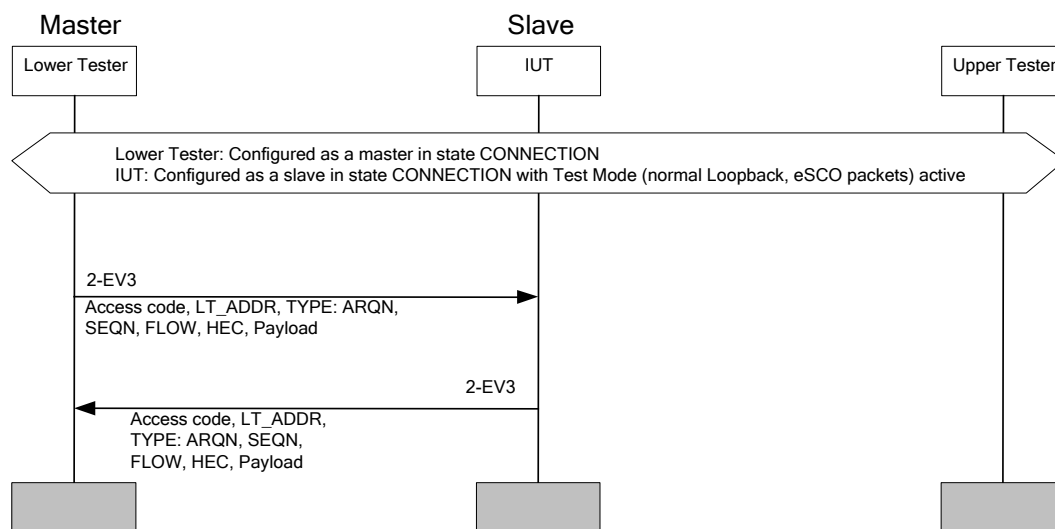 Master
Slave
Lower Tester
IUT
Upper Tester
Lower Tester: Configured as a master in state CONNECTION
IUT: Configured as a slave in state CONNECTION with Test Mode (normal Loopback, eSCO packets) active
2-EV3
Access code, LT_ADDR, TYPE: ARQN,
SEQN, FLOW, HEC, Payload
2-EV3
Access code, LT_ADDR,
TYPE: ARQN, SEQN,
FLOW, HEC, Payload